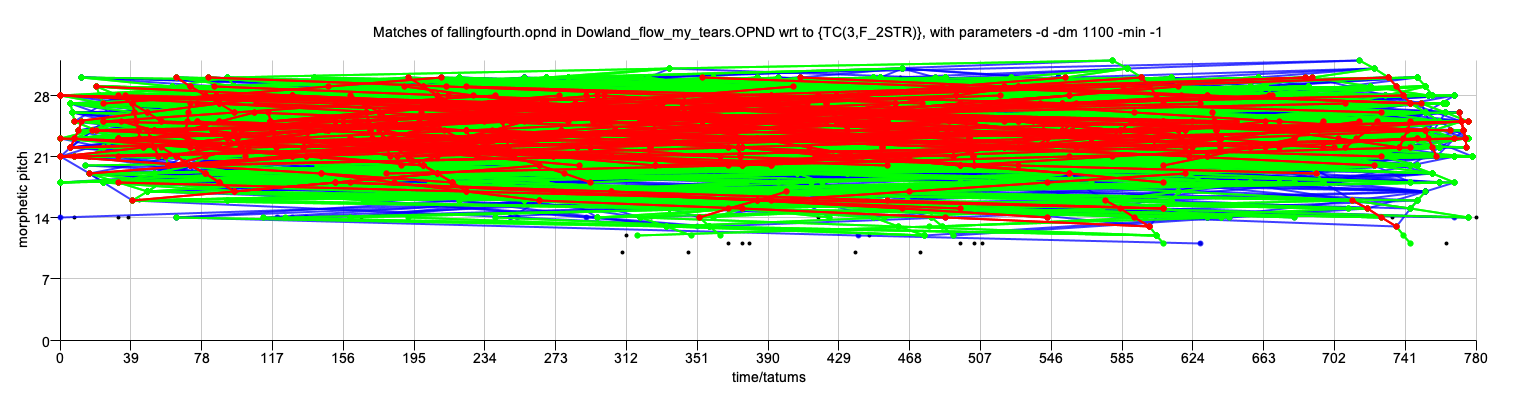 Matches of fallingfourth.opnd in Dowland_flow_my_tears.OPND wrt to {TC(3,F_2STR)}, with parameters -d -dm 1100 -min -1
28
21
14
7
0
morphetic pitch
0 39 78 117 156 195 234 273 312 351 390 429 468 507 546 585 624 663 702 741 780
time/tatums